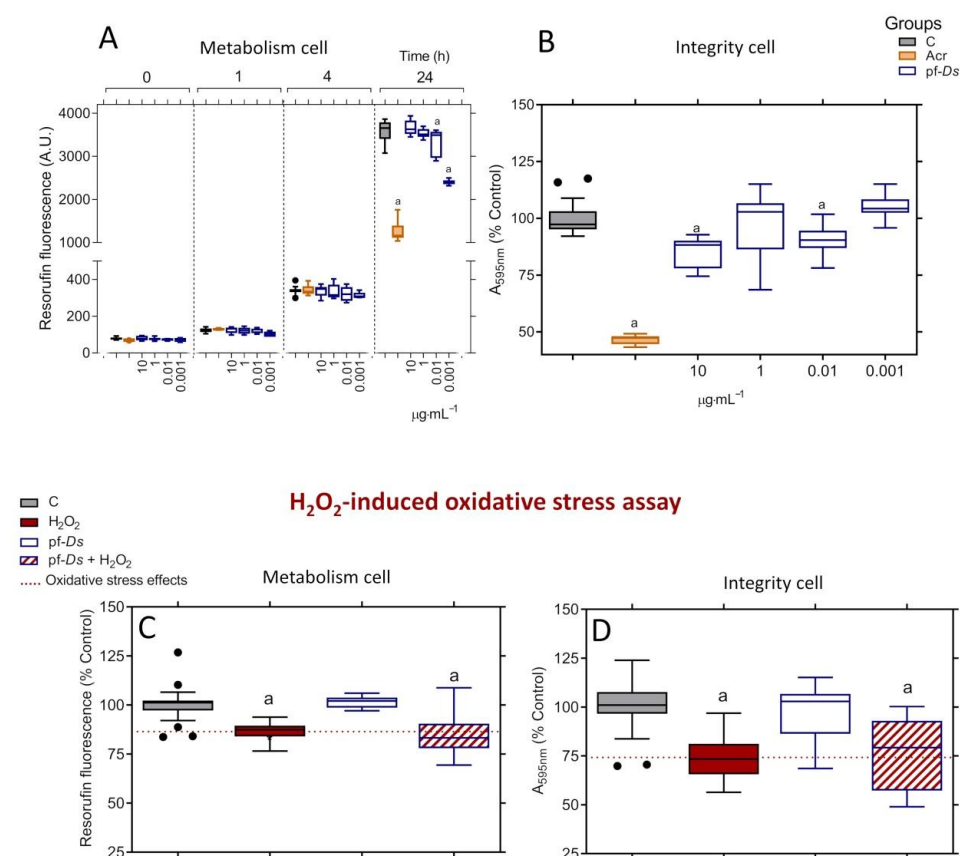 A
Metabolism cell
Time (h)
0 1 4 24
Resorufin fluorescence (A.U.)
4000
3000
2000
1000
400
200
0
a
a
a
10 1 0.01 0.001 10 1 0.01 0.001 10 1 0.01 0.001 10 1 0.01 0.001
µg·mL⁻¹
B
Integrity cell
Groups
C
Acr
pf-Ds
A595nm (% Control)
150
125
100
75
50
a
a
a
10 1 0.01 0.001
µg·mL⁻¹
H₂O₂-induced oxidative stress assay
C
H₂O₂
pf-Ds
pf-Ds + H₂O₂
Oxidative stress effects
Metabolism cell
C
Resorufin fluorescence (% Control)
150
125
100
75
50
25
a
a
Integrity cell
D
A595nm (% Control)
150
125
100
75
50
25
a
a